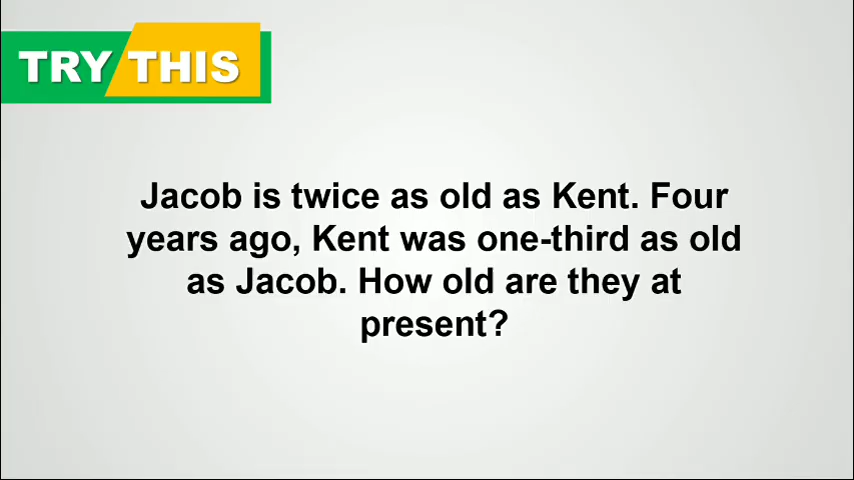 TRY THIS
Jacob is twice as old as Kent. Four
years ago, Kent was one-third as old
as Jacob. How old are they at
present?